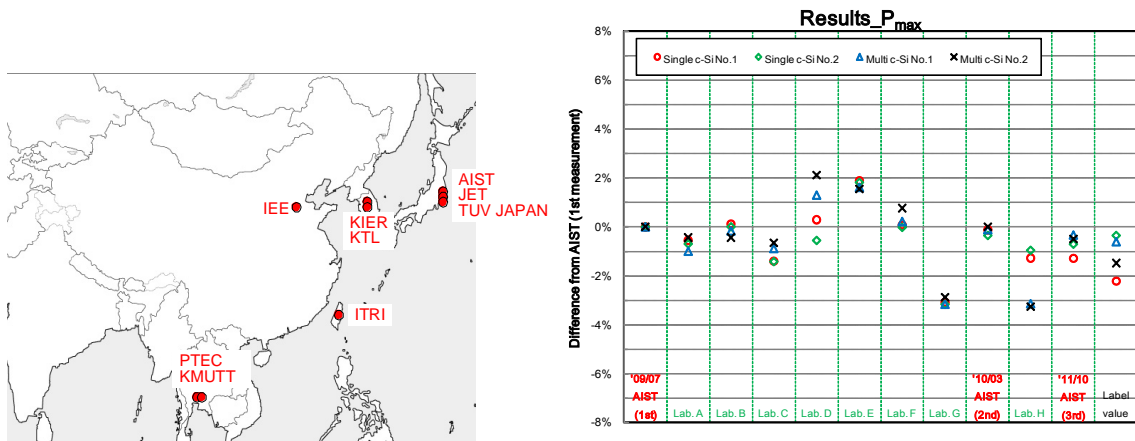 AIST
JET
TUV JAPAN
IEE
KIER
KTL
ITRI
PTEC
KMUTT
Results_Pmax
Difference from AIST (1st measurement)
8%
6%
4%
2%
0%
-2%
-4%
-6%
-8%
Single c-Si No.1
Single c-Si No.2
Multi c-Si No.1
Multi c-Si No.2
'09/07
AIST
(1st)
Lab. A
Lab. B
Lab. C
Lab. D
Lab. E
Lab. F
Lab. G
'10/03
AIST
(2nd)
Lab. H
'11/10
AIST
(3rd)
Label
value